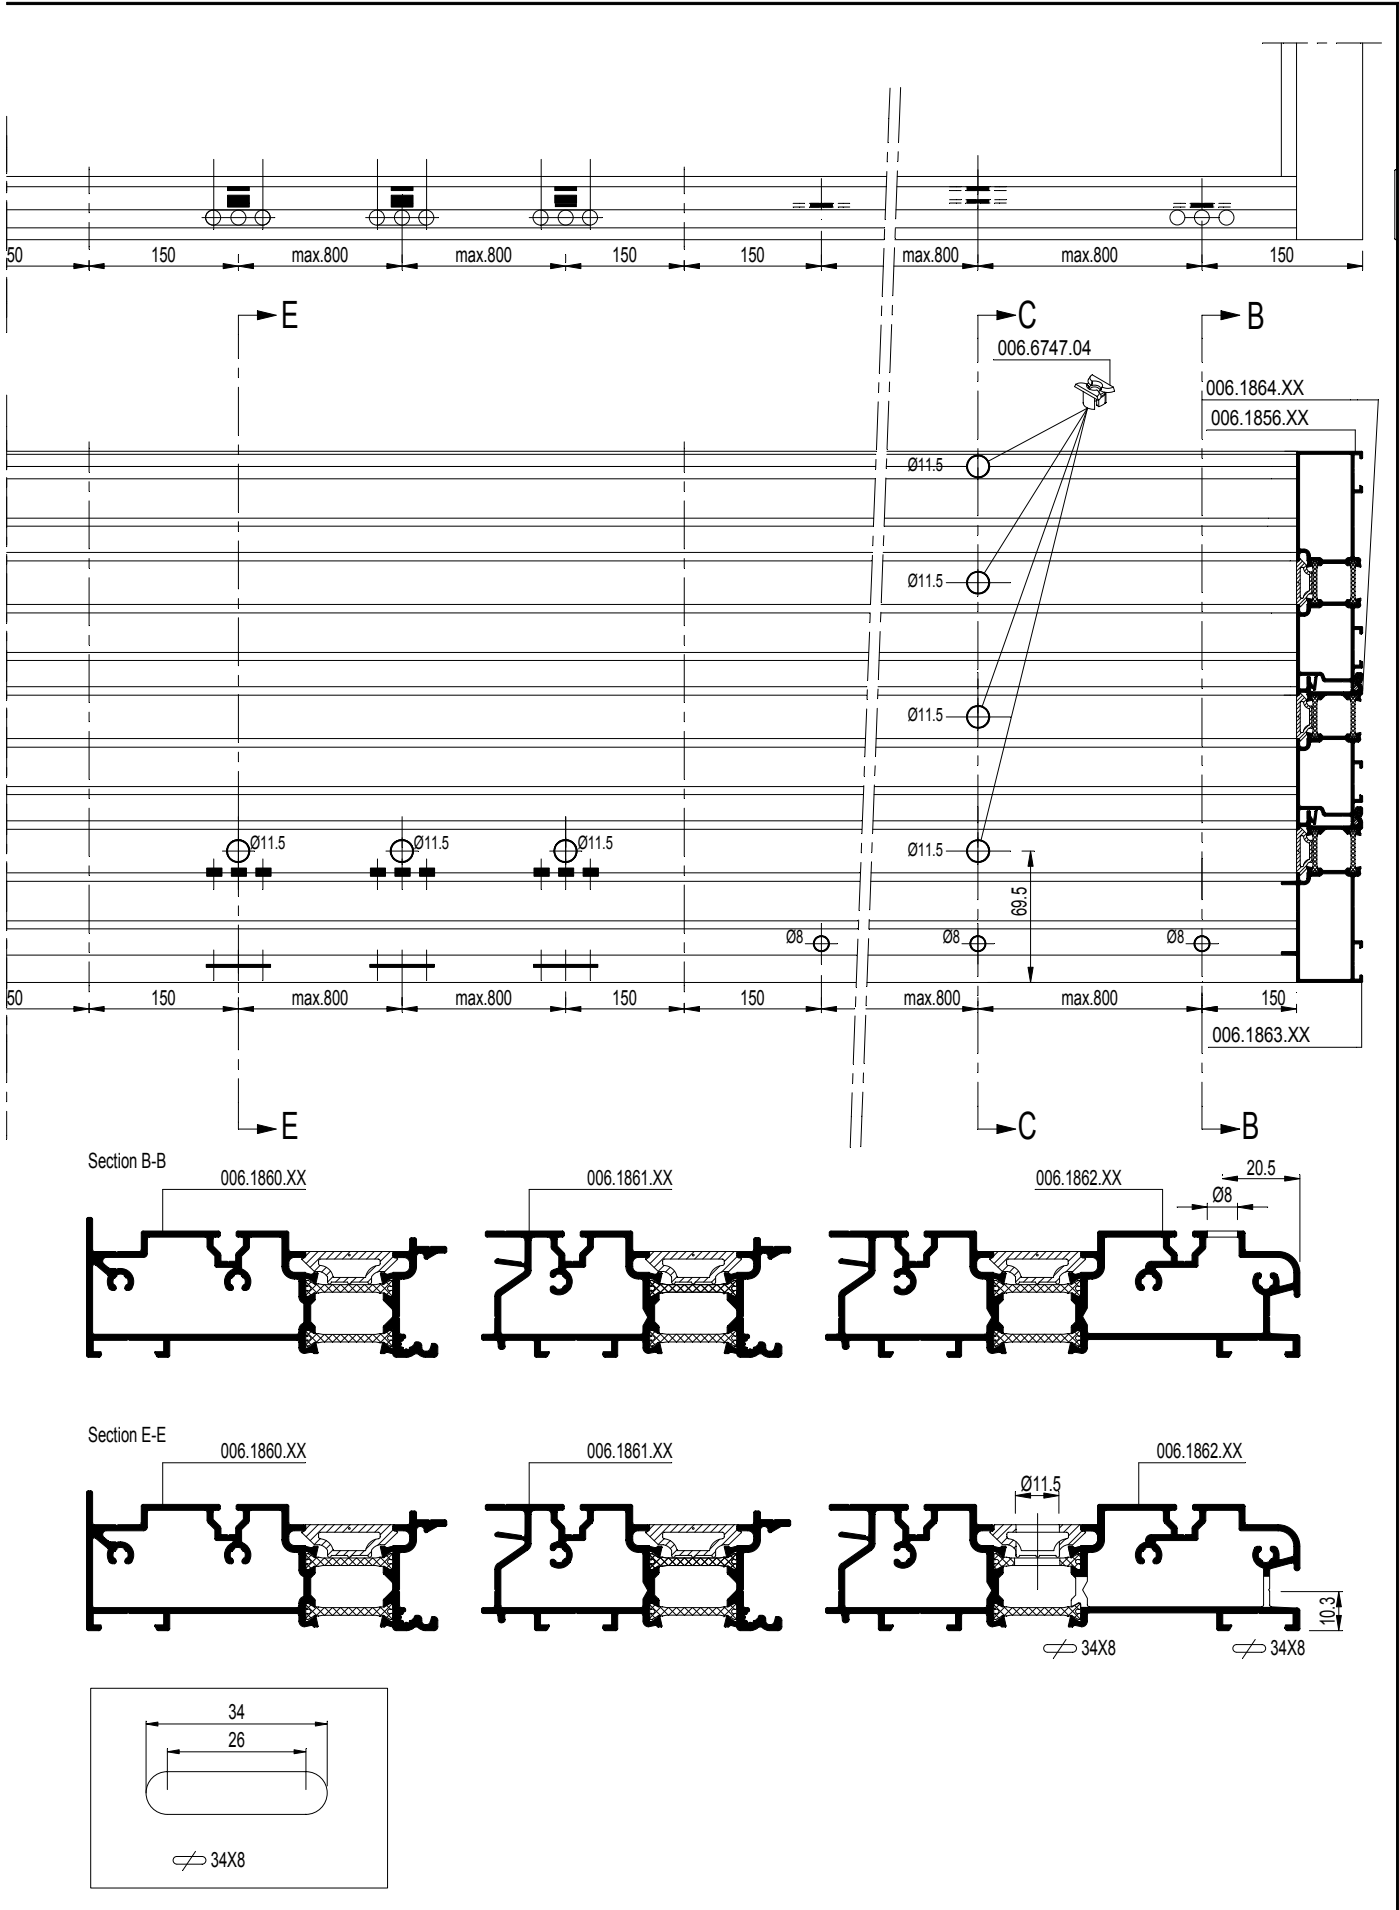 50 150 max.800 max.800 150 150 max.800 max.800 150
E C B
006.6747.04
006.1864.XX
006.1856.XX
Ø11.5
Ø11.5
Ø11.5
Ø11.5 Ø11.5 Ø11.5 Ø11.5
69.5
Ø8 Ø8 Ø8
50 150 max.800 max.800 150 150 max.800 max.800 150
006.1863.XX
E C B
Section B-B
006.1860.XX 006.1861.XX 006.1862.XX 20.5
Ø8
Section E-E
006.1860.XX 006.1861.XX 006.1862.XX
Ø11.5
10.3
34X8 34X8
34
26
34X8